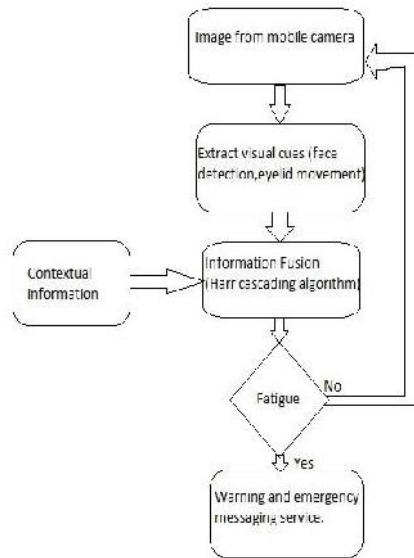 Image from mobile camera
Extract visual cues (face
detection,eyelid movement)
Contextual
Information
Information Fusion
(Harr cascading algorithm)
Fatigue
No
Yes
Warning and emergency
messaging service.